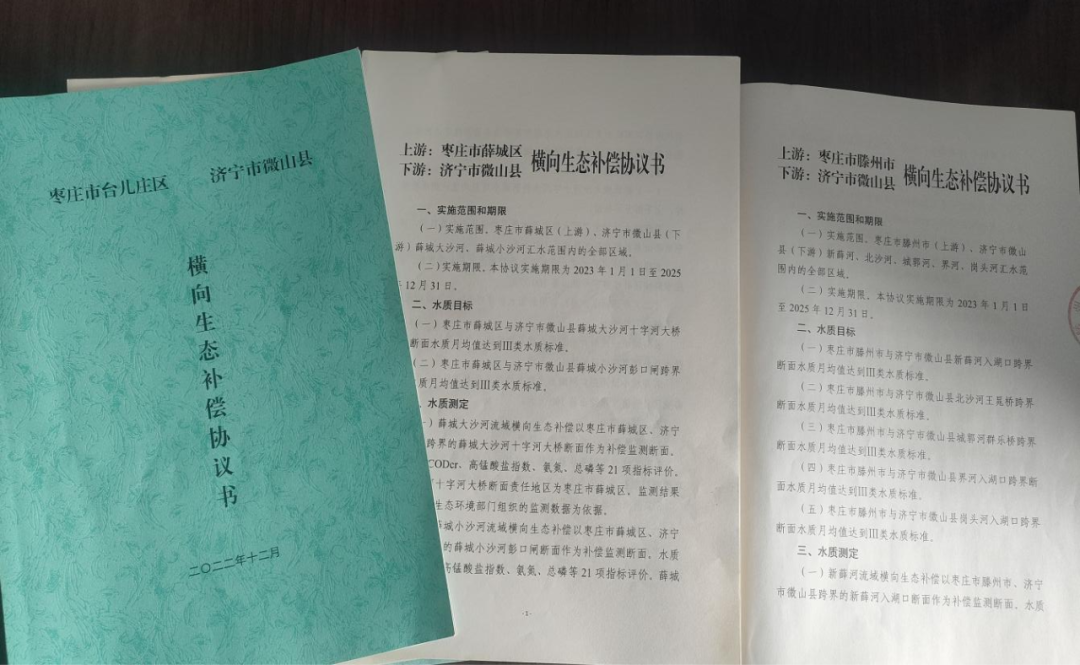 枣庄市台儿庄区 济宁市微山县
横向生态补偿协议书
二〇二二年十二月
上游：枣庄市薛城区
下游：济宁市微山县
横向生态补偿协议书
一、实施范围和期限
（一）实施范围。枣庄市薛城区（上游）、济宁市微山县（下
游）薛城大沙河、薛城小沙河汇水范围内的全部区域。
（二）实施期限。本协议实施期限为 2023 年 1 月 1 日至 2025
12 月 31 日。
二、水质目标
（一）枣庄市薛城区与济宁市微山县薛城大沙河十字河大桥
断面水质月均值达到Ⅲ类水质标准。
（二）枣庄市薛城区与济宁市微山县薛城小沙河彭口闸跨界
质月均值达到Ⅲ类水质标准。
、水质测定
一）薛城大沙河流域横向生态补偿以枣庄市薛城区、济宁
跨界的薛城大沙河十字河大桥断面作为补偿监测断面。
CODcr、高锰酸盐指数、氨氮、总磷等 21 项指标评价。
十字河大桥断面责任地区为枣庄市薛城区。监测结果
生态环境部门组织的监测数据为依据。
城小沙河流域横向生态补偿以枣庄市薛城区、济宁
的薛城小沙河彭口闸断面作为补偿监测断面。水质
高锰酸盐指数、氨氮、总磷等 21 项指标评价。薛城
-1-
上游：枣庄市滕州市
下游：济宁市微山县
横向生态补偿协议书
一、实施范围和期限
（一）实施范围。枣庄市滕州市（上游）、济宁市微山
县（下游）新薛河、北沙河、城郭河、界河、岗头河汇水范
围内的全部区域。
（二）实施期限。本协议实施期限为 2023 年 1 月 1 日
至 2025 年 12 月 31 日。
二、水质目标
（一）枣庄市滕州市与济宁市微山县新薛河入湖口跨界
断面水质月均值达到Ⅲ类水质标准。
（二）枣庄市滕州市与济宁市微山县北沙河王晁桥跨界
断面水质月均值达到Ⅲ类水质标准。
（三）枣庄市滕州市与济宁市微山县城郭河群乐桥跨界
断面水质月均值达到Ⅲ类水质标准。
（四）枣庄市滕州市与济宁市微山县界河入湖口跨界断
面水质月均值达到Ⅲ类水质标准。
（五）枣庄市滕州市与济宁市微山县岗头河入湖口跨界
断面水质月均值达到Ⅲ类水质标准。
三、水质测定
（一）新薛河流域横向生态补偿以枣庄市滕州市、济宁
市微山县跨界的新薛河入湖口断面作为补偿监测断面。水质